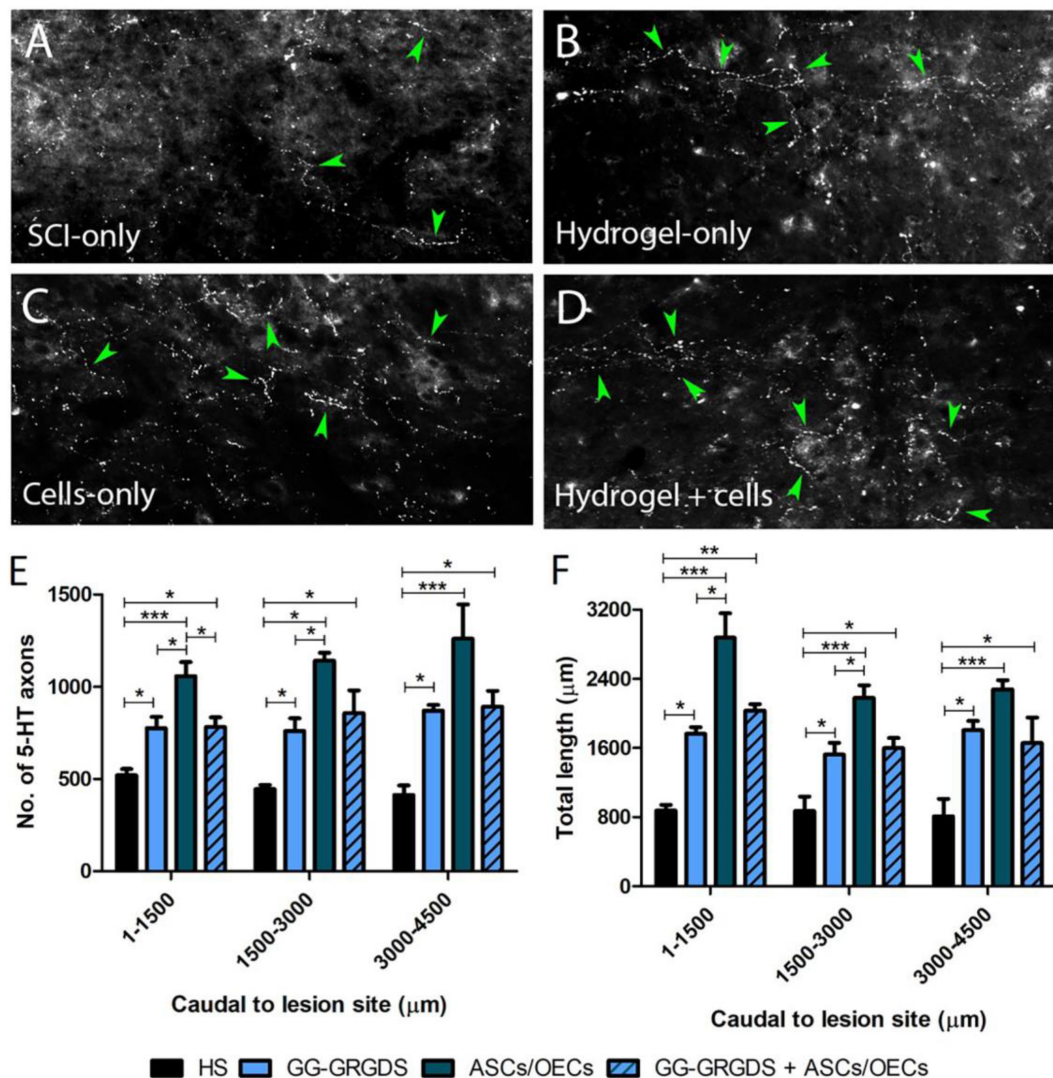 A
SCI-only
B
Hydrogel-only
C
Cells-only
D
Hydrogel + cells
E
No. of 5-HT axons
1500
1000
500
0
*
***
*
*
*
*
*
*
*
*
***
*
1-1500
1500-3000
3000-4500
Caudal to lesion site (μm)
F
Total length (μm)
3200
2400
1600
800
0
**
***
*
*
*
***
*
*
*
***
*
1-1500
1500-3000
3000-4500
Caudal to lesion site (μm)
HS GG-GRGDS ASCs/OECs GG-GRGDS + ASCs/OECs